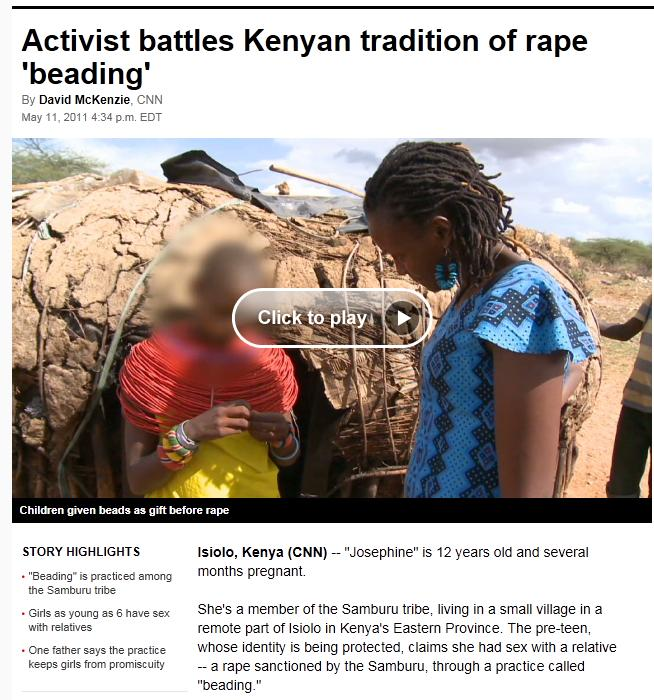 Activist battles Kenyan tradition of rape
'beading'
By David McKenzie, CNN
May 11, 2011 4:34 p.m. EDT
Click to play
Children given beads as gift before rape
STORY HIGHLIGHTS
• "Beading" is practiced among
the Samburu tribe
• Girls as young as 6 have sex
with relatives
• One father says the practice
keeps girls from promiscuity
Isiolo, Kenya (CNN) -- "Josephine" is 12 years old and several
months pregnant.
She's a member of the Samburu tribe, living in a small village in a
remote part of Isiolo in Kenya's Eastern Province. The pre-teen,
whose identity is being protected, claims she had sex with a relative
-- a rape sanctioned by the Samburu, through a practice called
"beading."